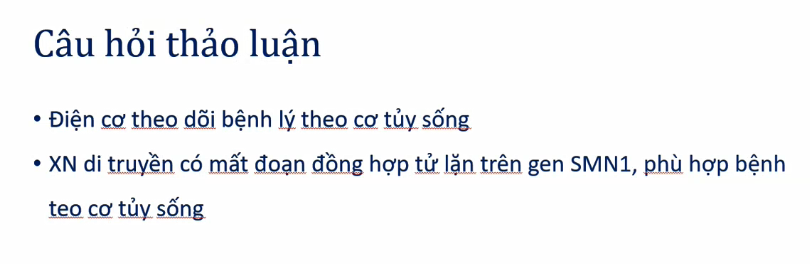 Câu hỏi thảo luận
• Điện cơ theo dõi bệnh lý theo cơ tủy sống
• XN di truyền có mất đoạn đồng hợp tử lặn trên gen SMN1, phù hợp bệnh
teo cơ tủy sống